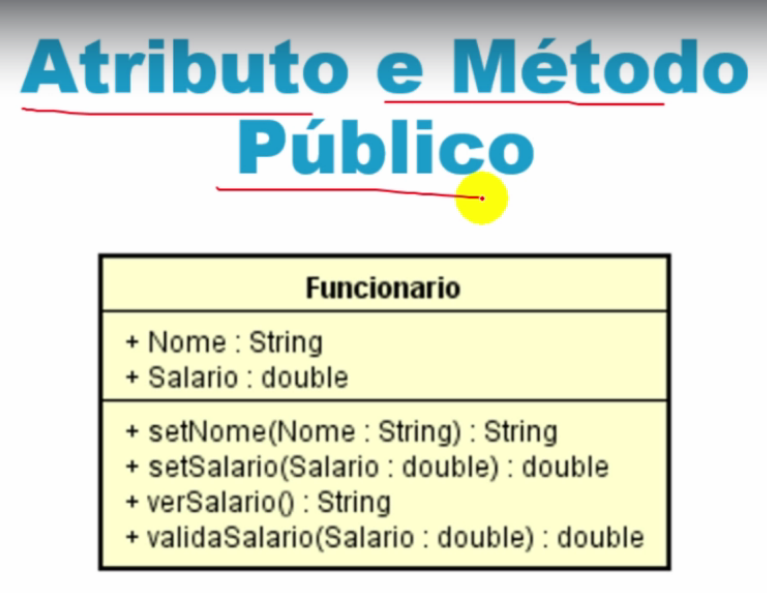 Atributo e Método
Público
Funcionario
+ Nome : String
+ Salario : double
+ setNome(Nome : String) : String
+ setSalario(Salario : double) : double
+ verSalario() : String
+ validaSalario(Salario : double) : double